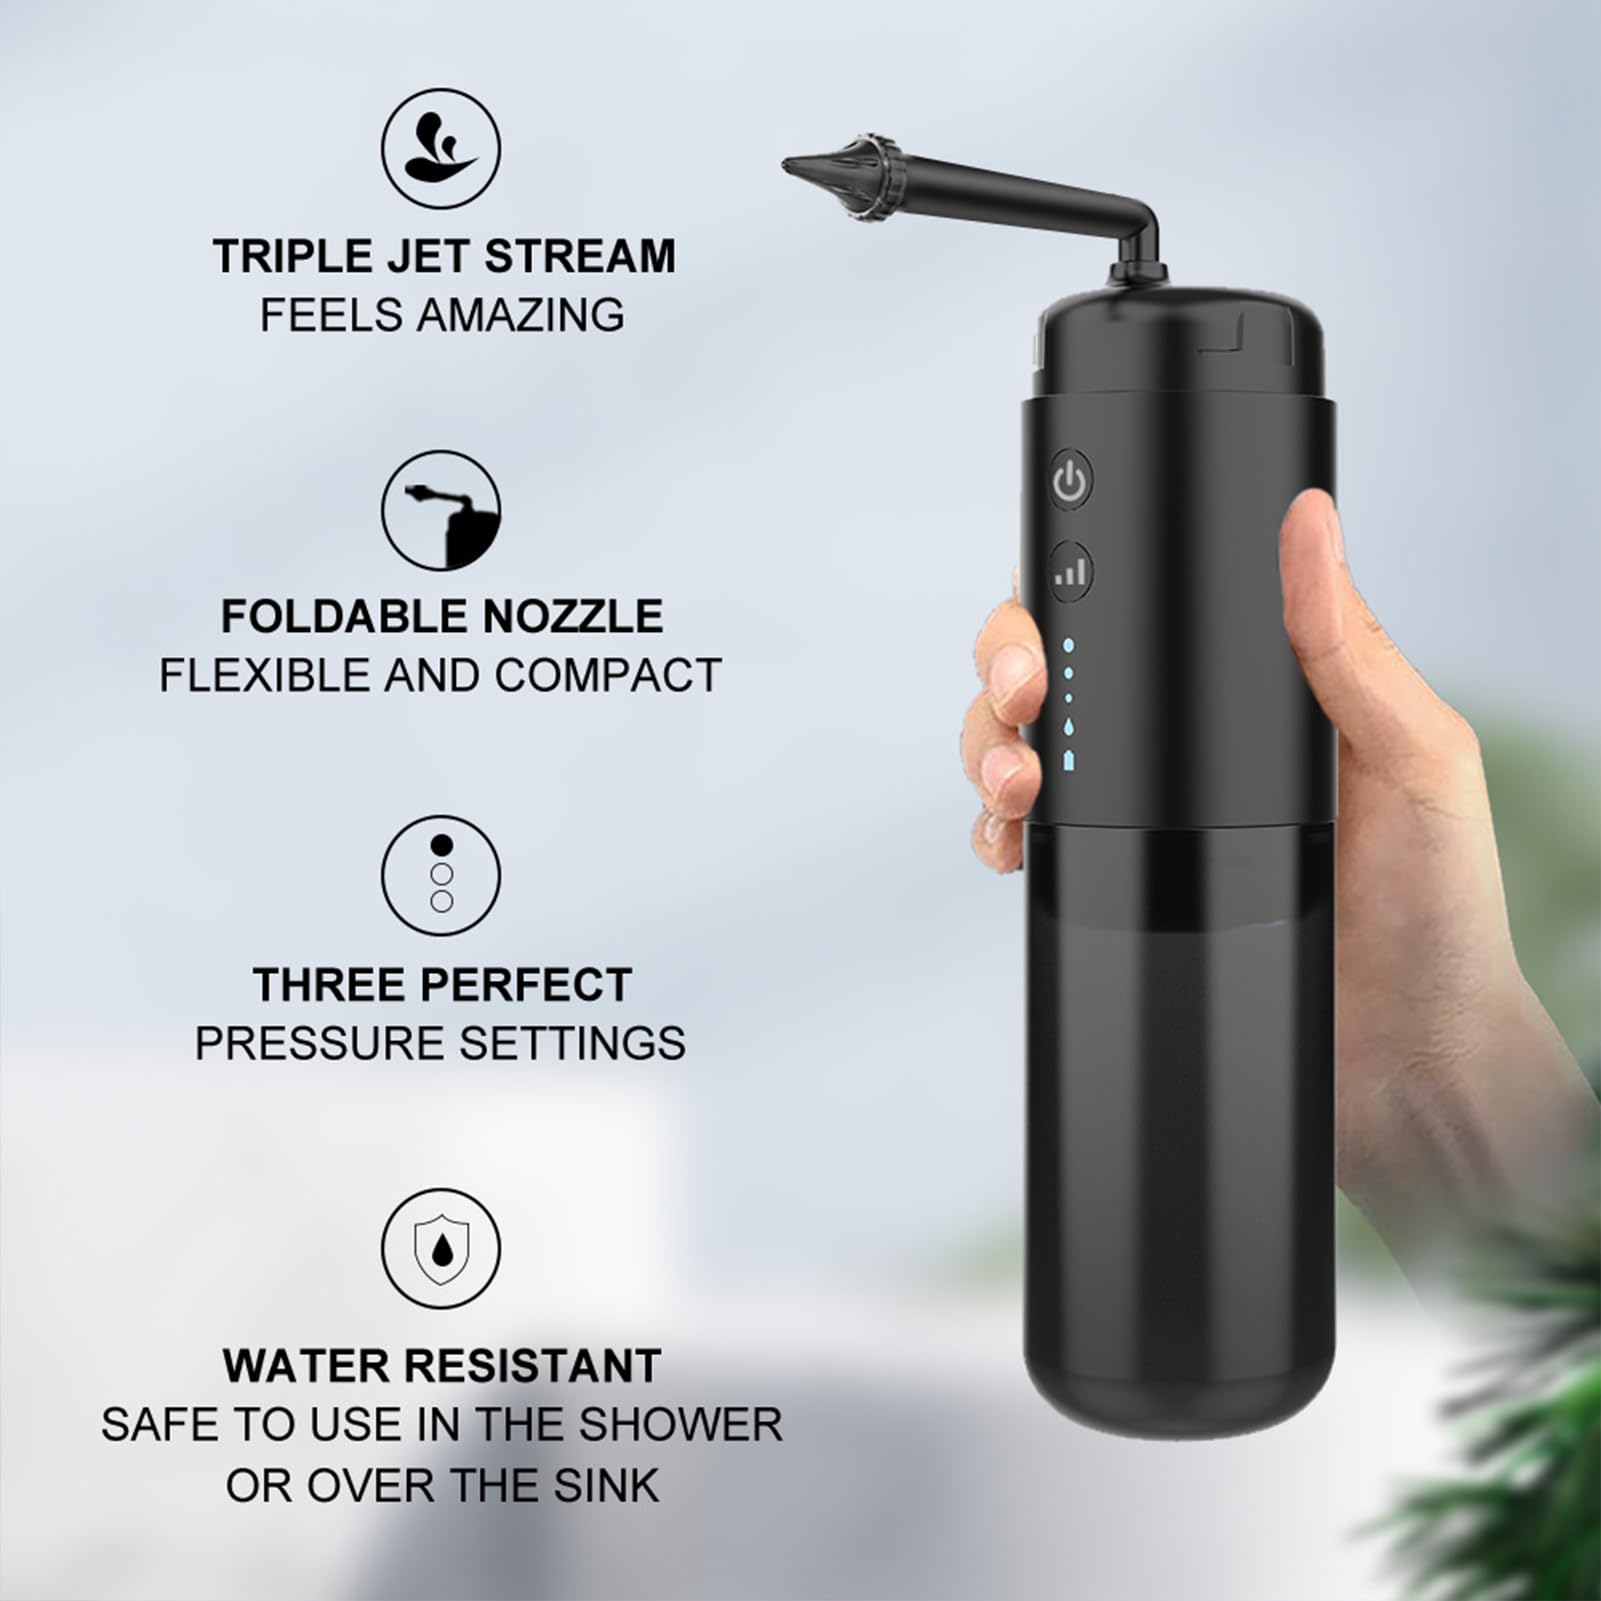 TRIPLE JET STREAM
FEELS AMAZING
FOLDABLE NOZZLE
FLEXIBLE AND COMPACT
THREE PERFECT
PRESSURE SETTINGS
WATER RESISTANT
SAFE TO USE IN THE SHOWER
OR OVER THE SINK